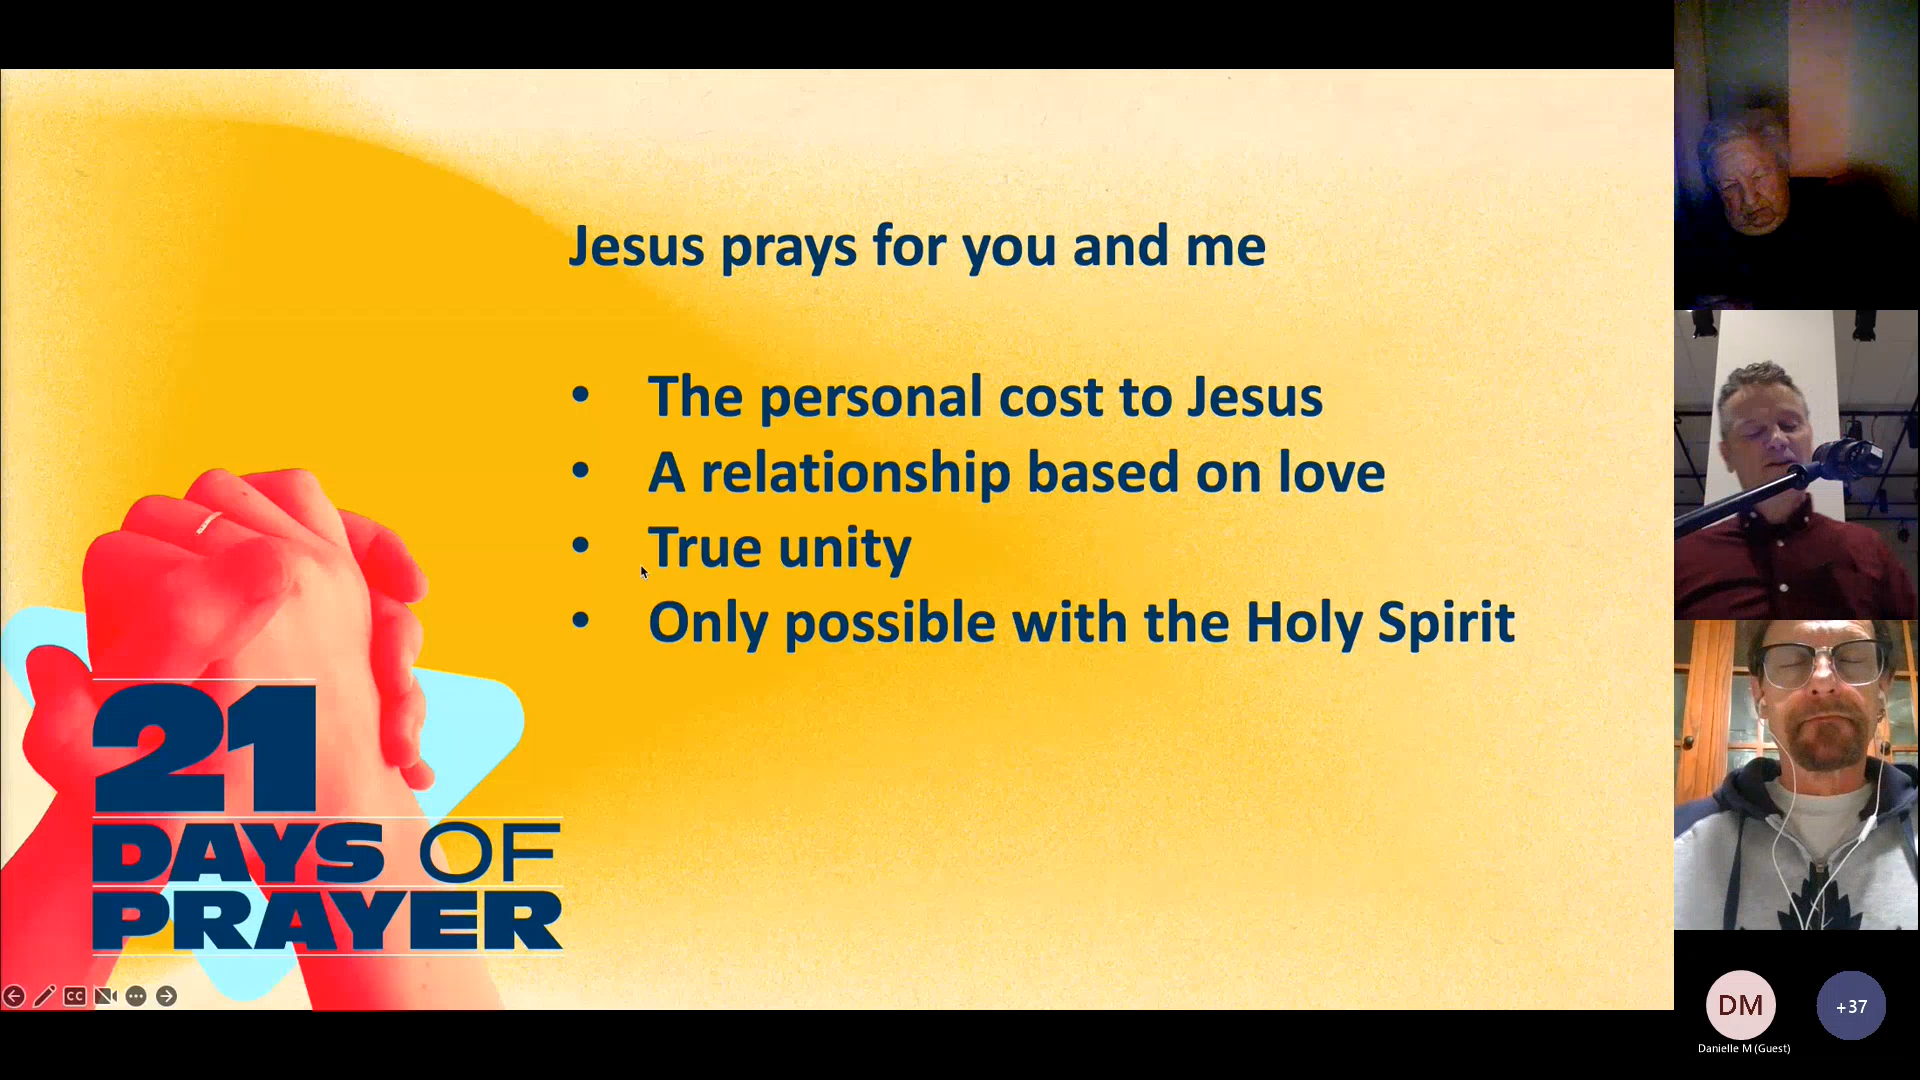 Jesus prays for you and me
• The personal cost to Jesus
• A relationship based on love
• True unity
• Only possible with the Holy Spirit
21
DAYS OF
PRAYER
CC
DM
+37
Danielle M (Guest)